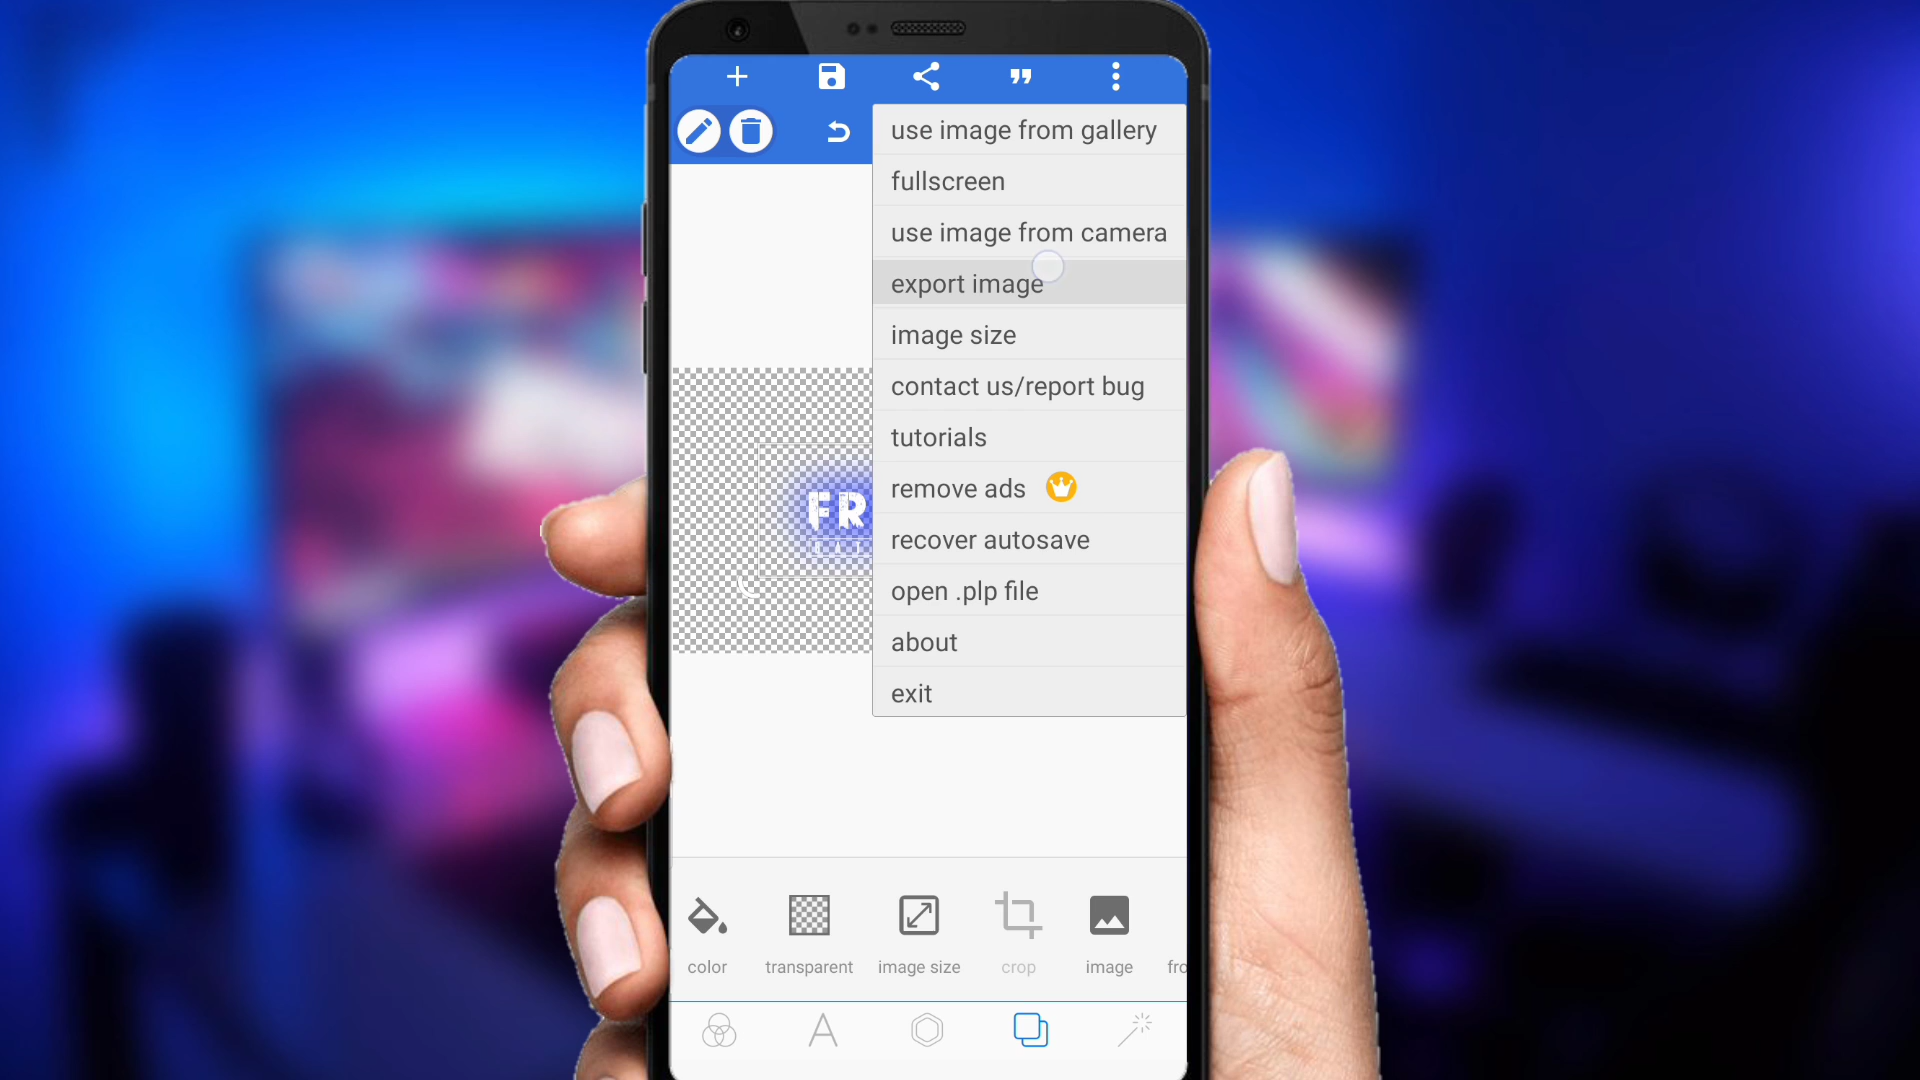 use image from gallery
fullscreen
use image from camera
export image
image size
contact us/report bug
tutorials
remove ads
recover autosave
open .plp file
about
exit
FR
color
transparent
image size
crop
image
fro